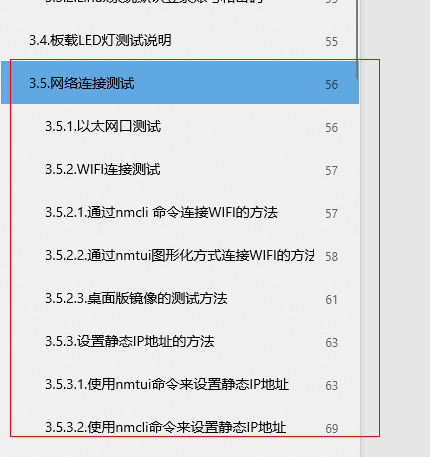 3.4.板载LED灯测试说明 55
3.5.网络连接测试 56
3.5.1.以太网口测试 56
3.5.2.WIFI连接测试 57
3.5.2.1.通过nmcli 命令连接WIFI的方法 57
3.5.2.2.通过nmtui图形化方式连接WIFI的方法 58
3.5.2.3.桌面版镜像的测试方法 61
3.5.3.设置静态IP地址的方法 63
3.5.3.1.使用nmtui命令来设置静态IP地址 63
3.5.3.2.使用nmcli命令来设置静态IP地址 69